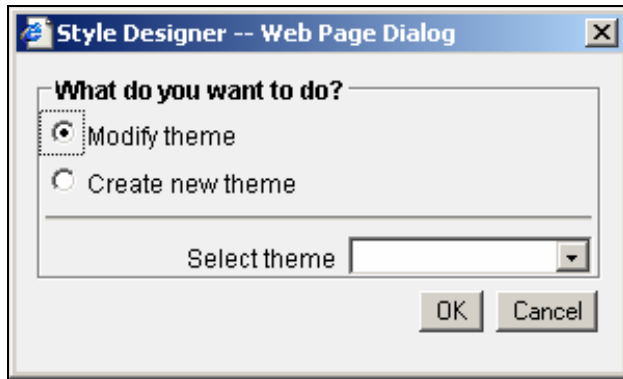 Style Designer -- Web Page Dialog
What do you want to do?
Modify theme
Create new theme
Select theme
OK Cancel